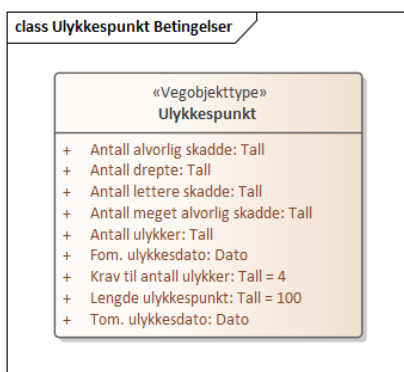 class Ulykkespunkt Betingelser
«Vegobjekttype»
Ulykkespunkt
+ Antall alvorlig skadde: Tall
+ Antall drepte: Tall
+ Antall lettere skadde: Tall
+ Antall meget alvorlig skadde: Tall
+ Antall ulykker: Tall
+ Fom. ulykkesdato: Dato
+ Krav til antall ulykker: Tall = 4
+ Lengde ulykkespunkt: Tall = 100
+ Tom. ulykkesdato: Dato